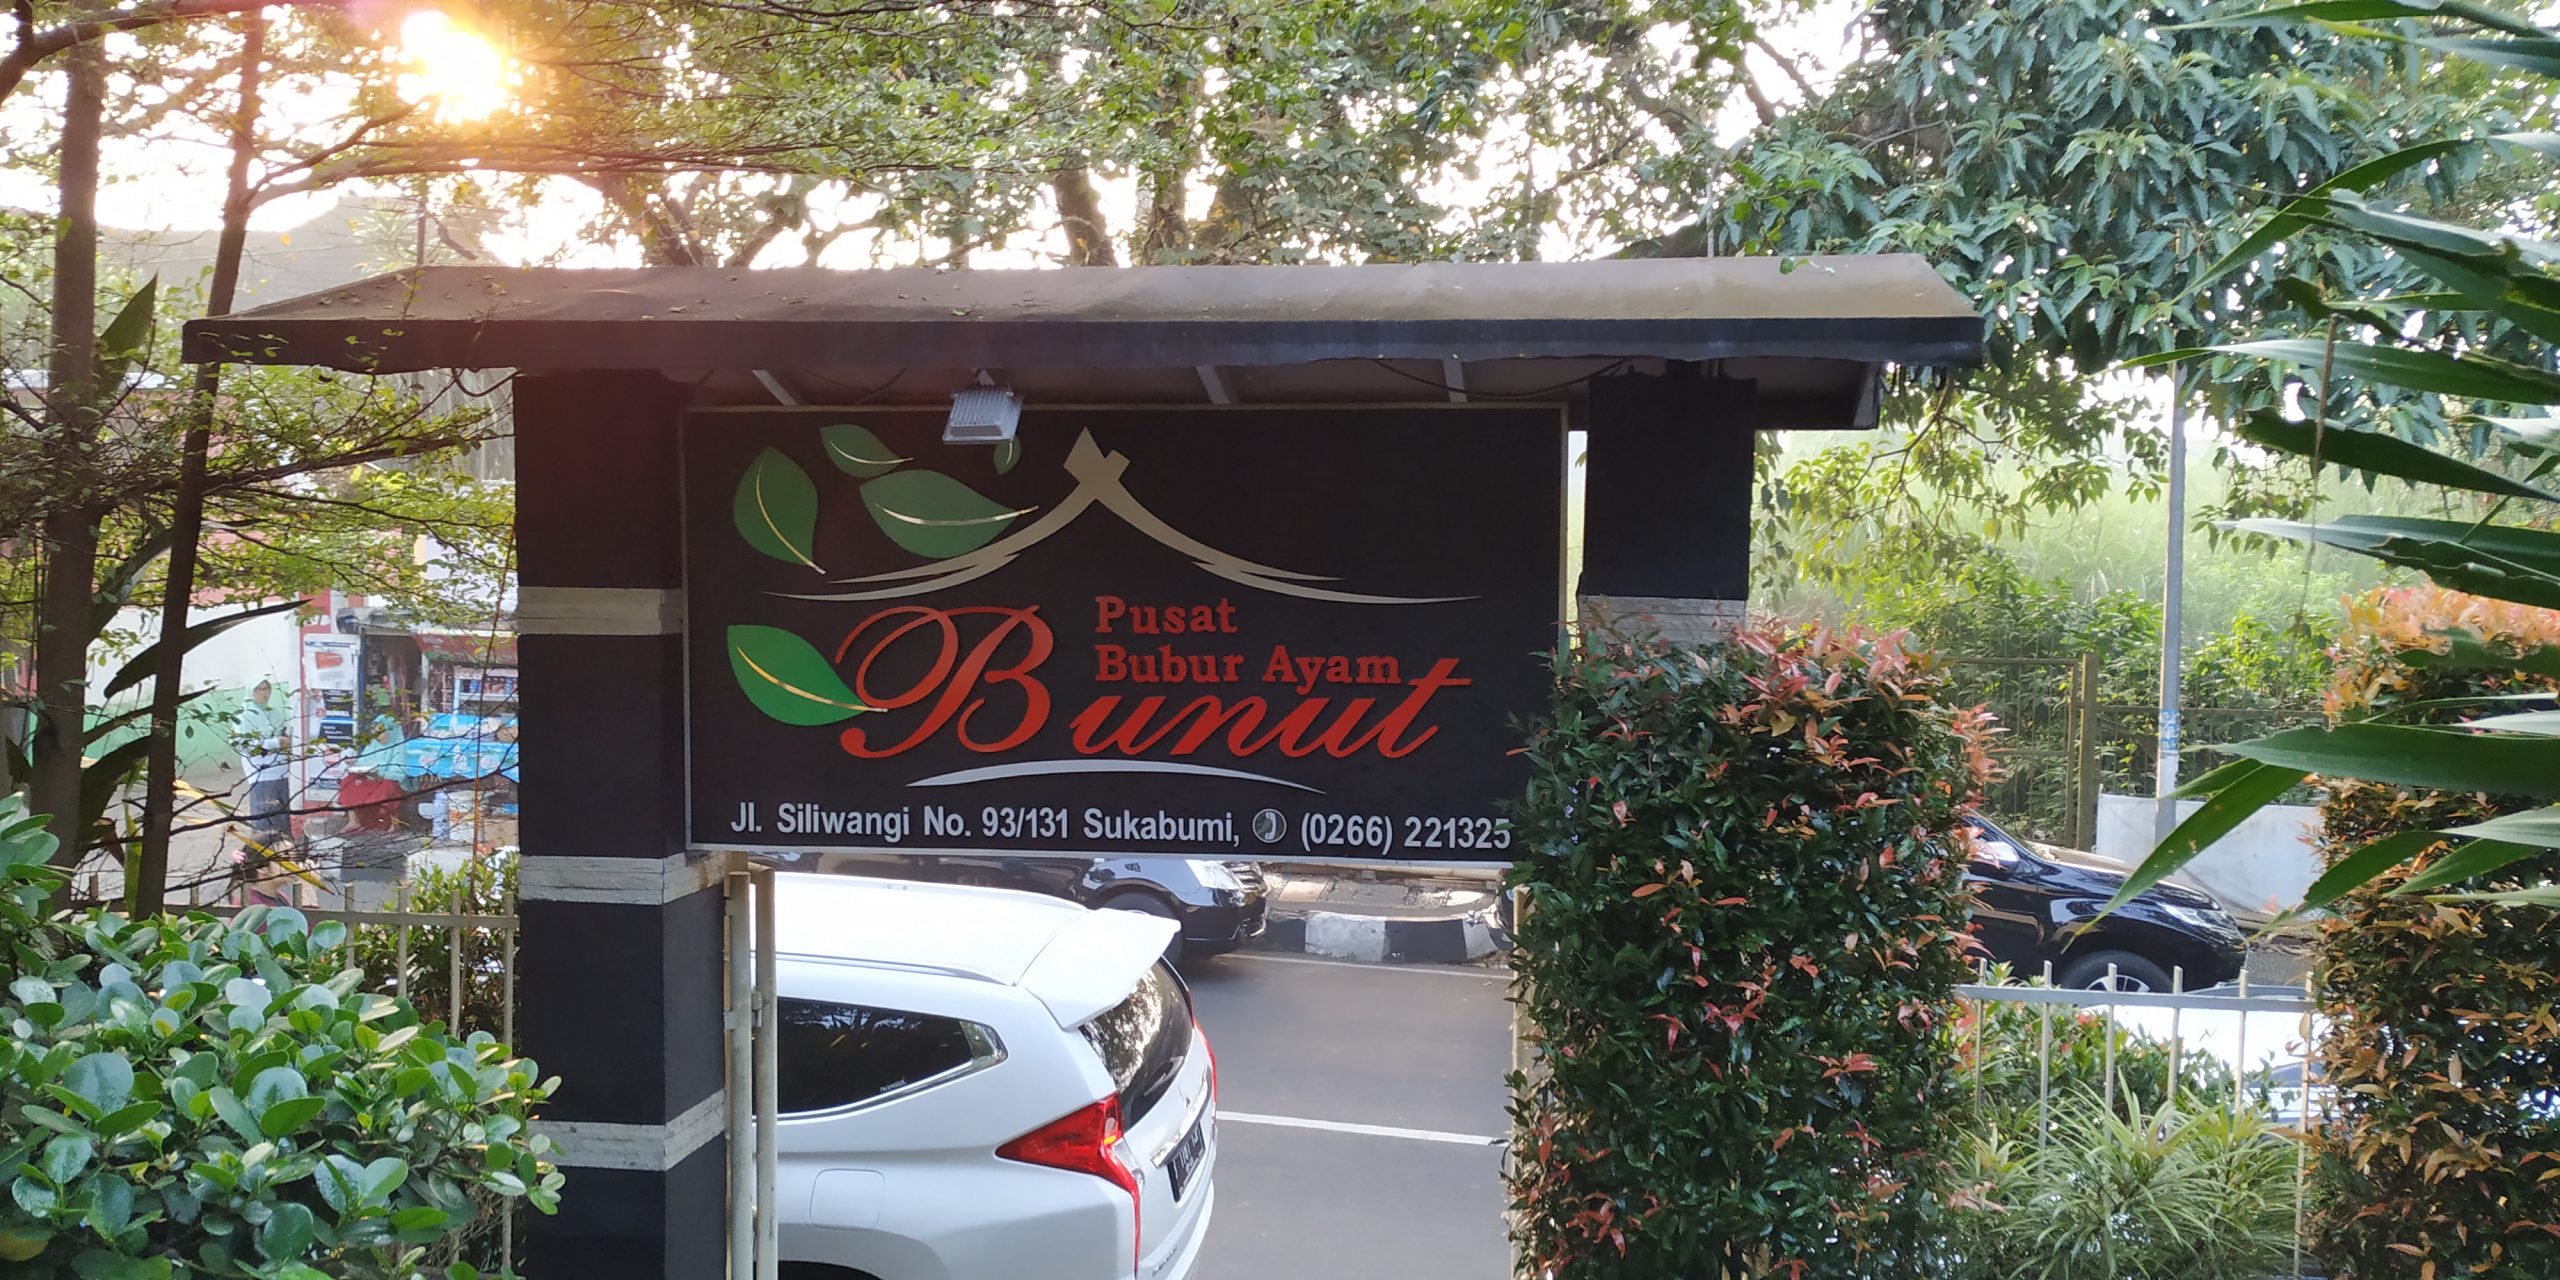 Pusat
Bubur Ayam
Bunut
Jl. Siliwangi No. 93/131 Sukabumi, (0266) 221325